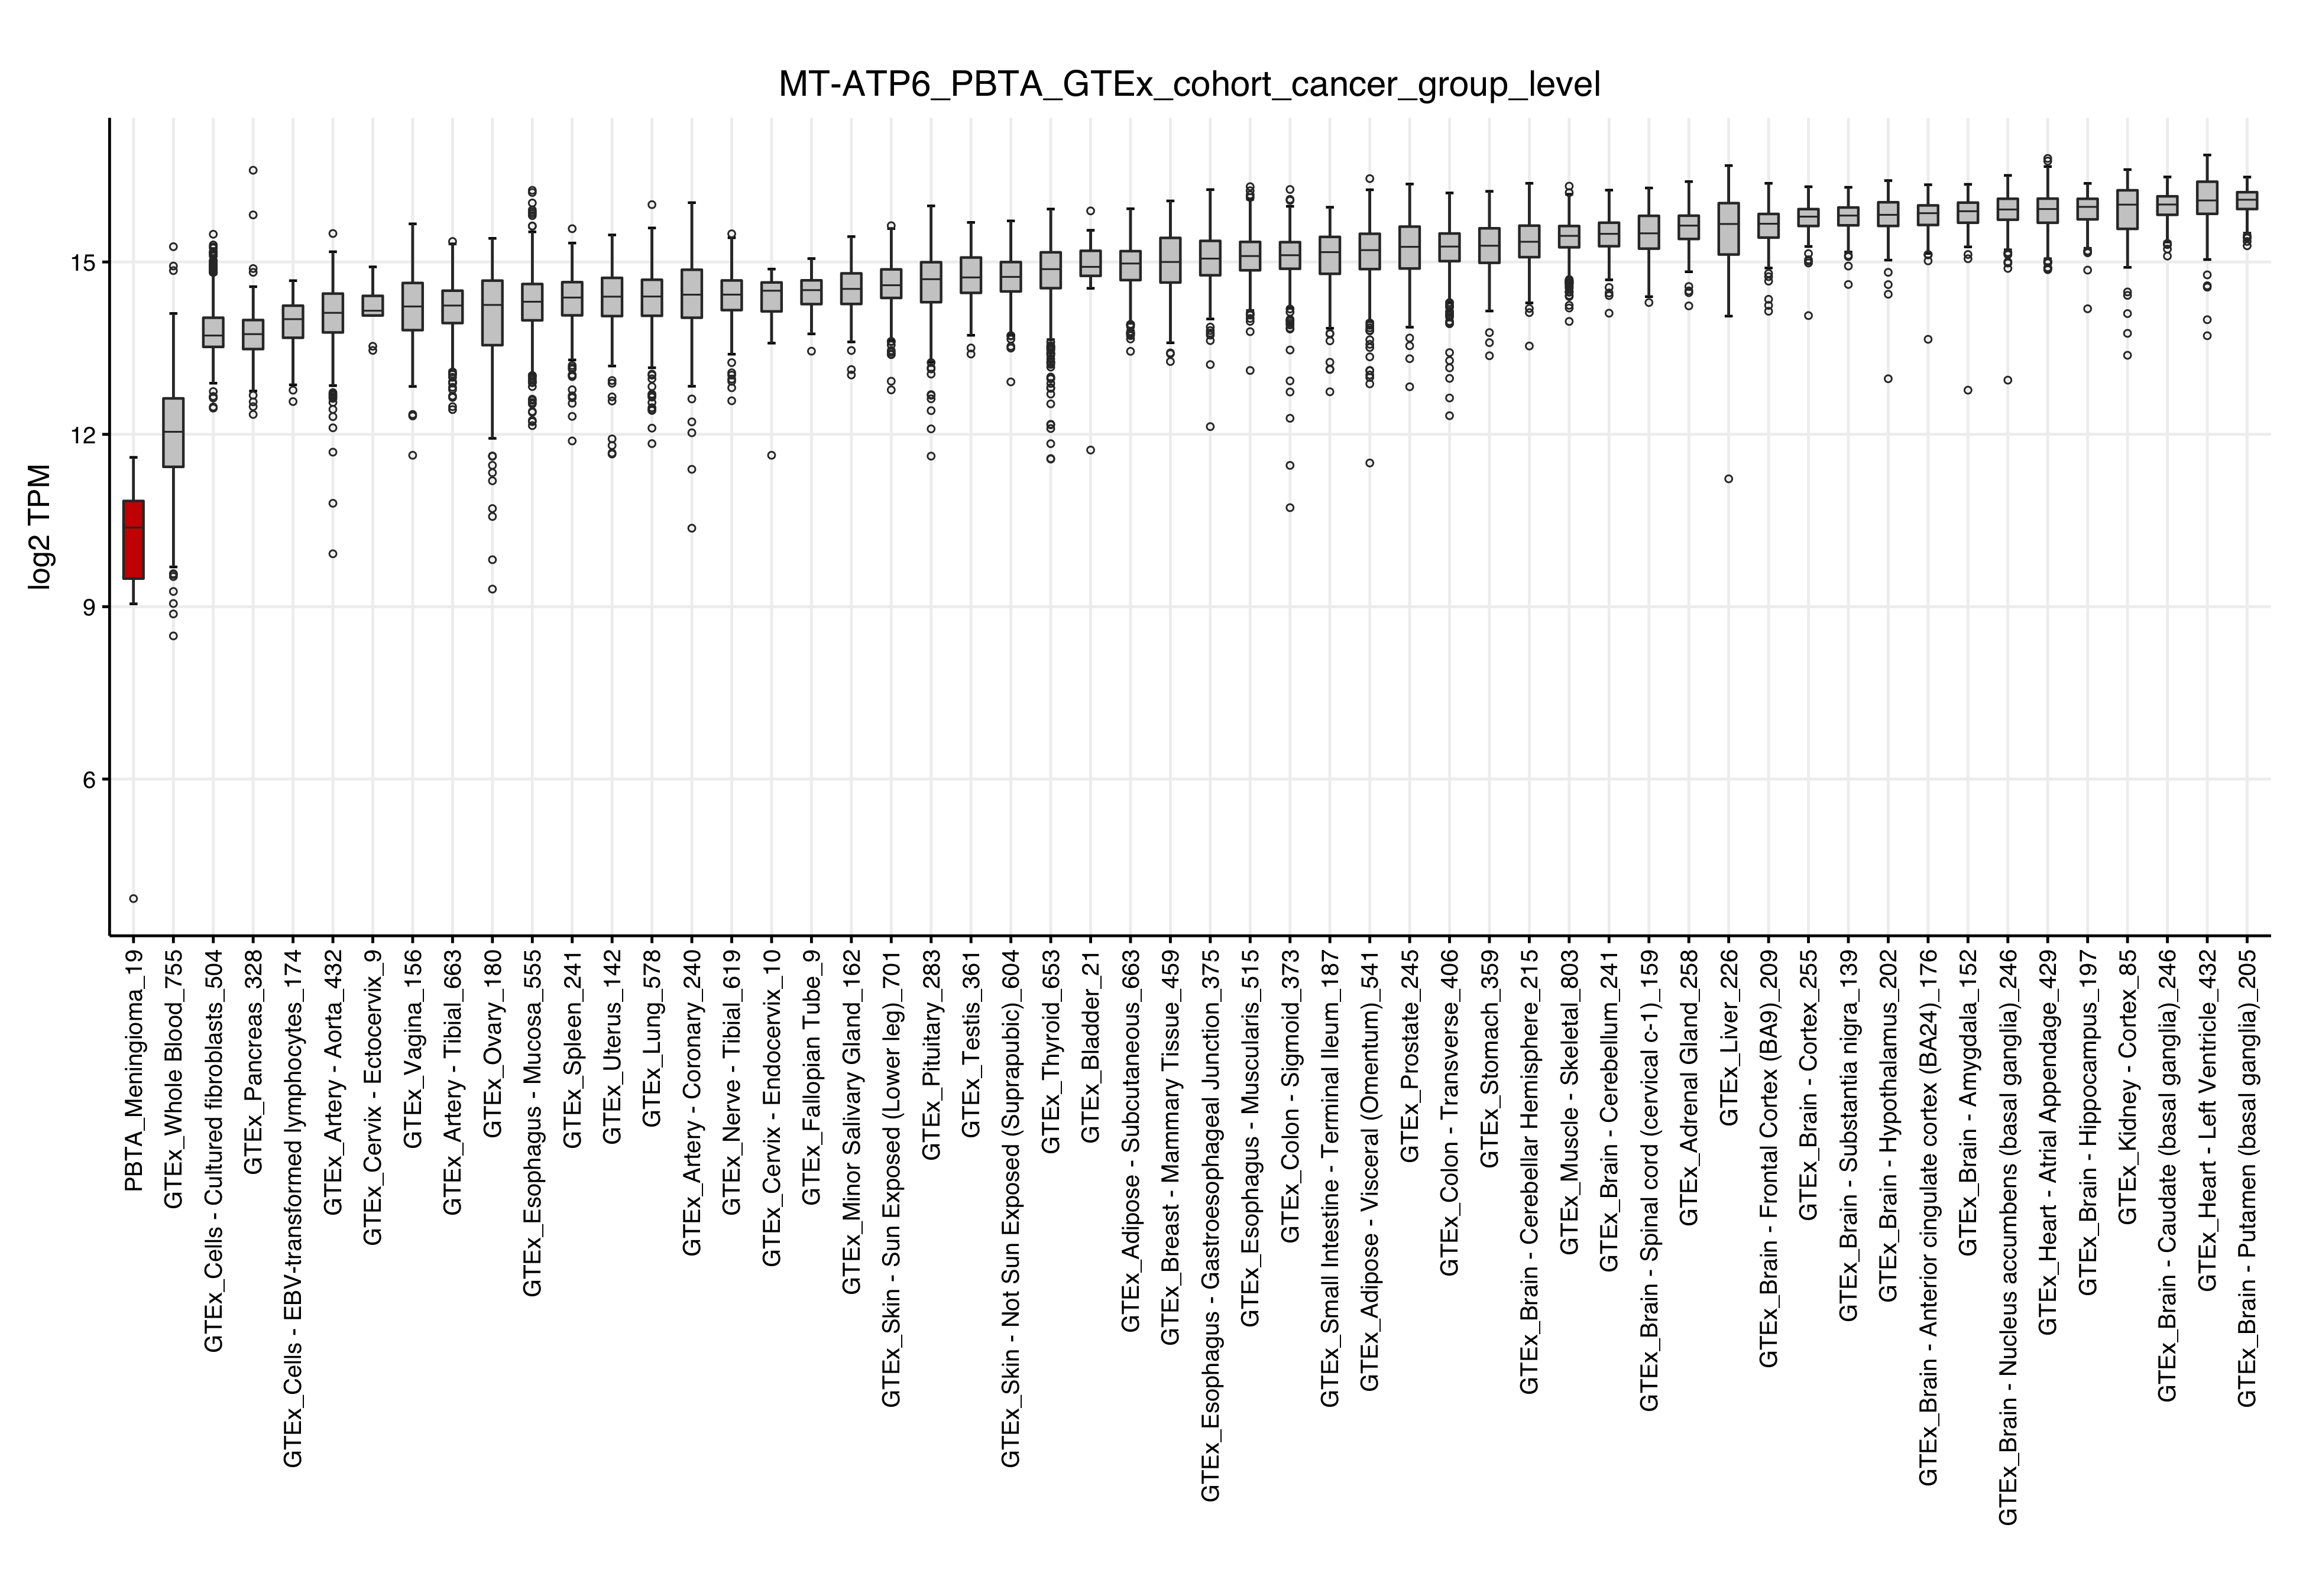 MT-ATP6_PBTA_GTEx_cohort_cancer_group_level
log2 TPM
15
12
9
6
PBTA_Meningioma_19
GTEx_Whole Blood_755
GTEx_Cells - Cultured fibroblasts_504
GTEx_Pancreas_328
GTEx_Cells - EBV-transformed lymphocytes_174
GTEx_Artery - Aorta_432
GTEx_Cervix - Ectocervix_9
GTEx_Vagina_156
GTEx_Artery - Tibial_663
GTEx_Ovary_180
GTEx_Esophagus - Mucosa_555
GTEx_Spleen_241
GTEx_Uterus_142
GTEx_Lung_578
GTEx_Artery - Coronary_240
GTEx_Nerve - Tibial_619
GTEx_Cervix - Endocervix_10
GTEx_Fallopian Tube_9
GTEx_Minor Salivary Gland_162
GTEx_Skin - Sun Exposed (Lower leg)_701
GTEx_Pituitary_283
GTEx_Testis_361
GTEx_Skin - Not Sun Exposed (Suprapubic)_604
GTEx_Thyroid_653
GTEx_Bladder_21
GTEx_Adipose - Subcutaneous_663
GTEx_Breast - Mammary Tissue_459
GTEx_Esophagus - Gastroesophageal Junction_375
GTEx_Esophagus - Muscularis_515
GTEx_Colon - Sigmoid_373
GTEx_Small Intestine - Terminal Ileum_187
GTEx_Adipose - Visceral (Omentum)_541
GTEx_Prostate_245
GTEx_Colon - Transverse_406
GTEx_Stomach_359
GTEx_Brain - Cerebellar Hemisphere_215
GTEx_Muscle - Skeletal_803
GTEx_Brain - Cerebellum_241
GTEx_Brain - Spinal cord (cervical c-1)_159
GTEx_Adrenal Gland_258
GTEx_Liver_226
GTEx_Brain - Frontal Cortex (BA9)_209
GTEx_Brain - Cortex_255
GTEx_Brain - Substantia nigra_139
GTEx_Brain - Hypothalamus_202
GTEx_Brain - Anterior cingulate cortex (BA24)_176
GTEx_Brain - Amygdala_152
GTEx_Brain - Nucleus accumbens (basal ganglia)_246
GTEx_Heart - Atrial Appendage_429
GTEx_Brain - Hippocampus_197
GTEx_Kidney - Cortex_85
GTEx_Brain - Caudate (basal ganglia)_246
GTEx_Heart - Left Ventricle_432
GTEx_Brain - Putamen (basal ganglia)_205